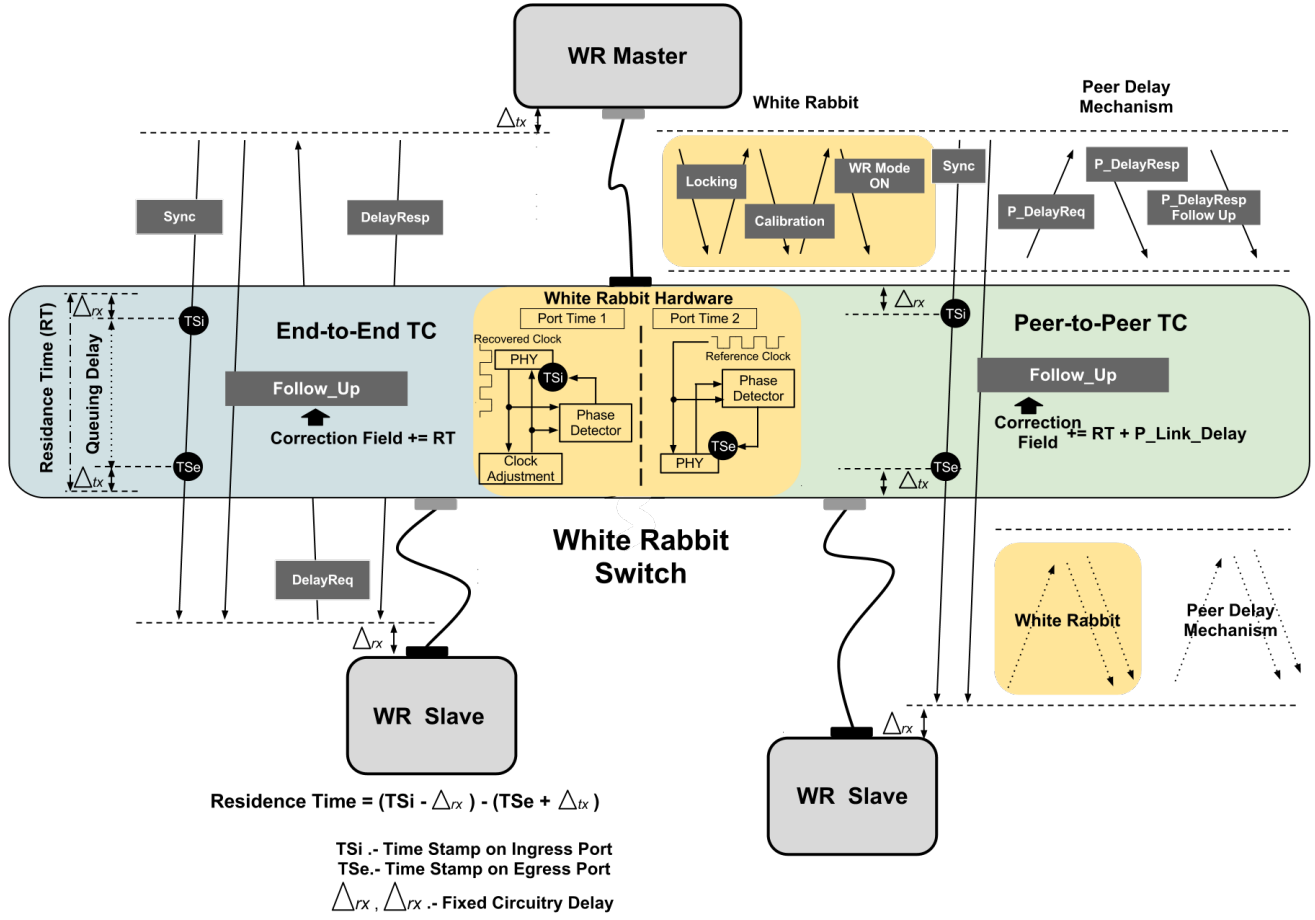 WR Master
Δtx
White Rabbit
Peer Delay
Mechanism
Sync
DelayResp
Locking
Calibration
WR Mode
ON
Sync
P_DelayReq
P_DelayResp
P_DelayResp
Follow Up
Residance Time (RT)
Queuing Delay
Δrx
TSi
TSe
Δtx
End-to-End TC
Follow_Up
Correction Field += RT
White Rabbit Hardware
Port Time 1
Port Time 2
Recovered Clock
PHY
TSi
Phase
Detector
Clock
Adjustment
Reference Clock
Phase
Detector
TSe
PHY
Δrx
TSi
Peer-to-Peer TC
Follow_Up
Correction
Field += RT + P_Link_Delay
TSe
Δtx
White Rabbit
Switch
DelayReq
Δrx
WR Slave
White Rabbit
Peer Delay
Mechanism
Δrx
WR Slave
Residence Time = (TSi - Δrx ) - (TSe + Δtx )
TSi .- Time Stamp on Ingress Port
TSe.- Time Stamp on Egress Port
Δrx , Δrx .- Fixed Circuitry Delay